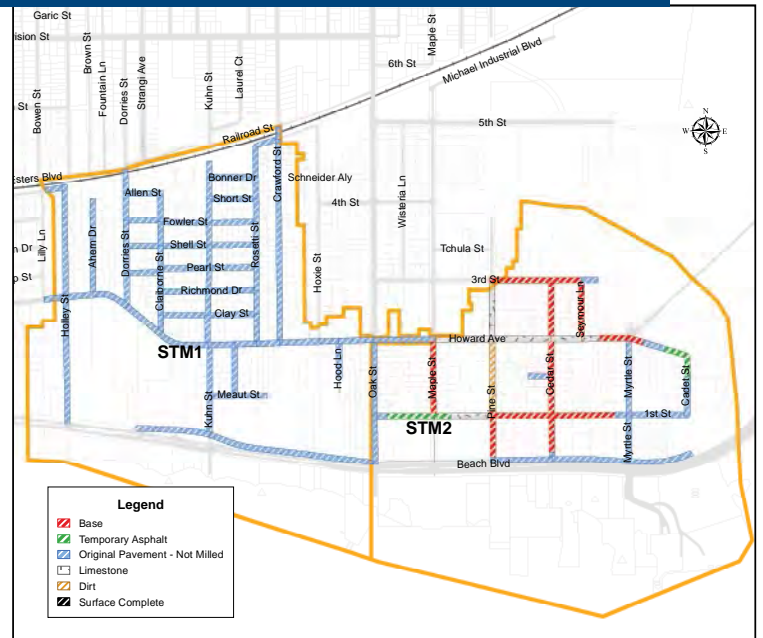 Garic St
ision St
Bowen St
Brown St
Fountain Ln
Dorries St
Strangi Ave
Kuhn St
Laurel Ct
Maple St
6th St
Michael Industrial Blvd
5th St
N
W E
S
Railroad St
Esters Blvd
Bonner Dr
Schneider Aly
Allen St
Short St
Crawford St
4th St
Wisteria Ln
Fowler St
Shell St
Rosetti St
Tchula St
Lilly Ln
Aham Dr
Dorries St
Claiborne St
Pearl St
Hoxie St
3rd St
Richmond Dr
Seymour Ln
Clay St
Holley St
Howard Ave
STM1
Hood Ln
Oak St
Maple St
Pine St
Cedar St
Myrtle St
Cadet St
Meaut St
Kuhn St
1st St
STM2
Myrtle St
Beach Blvd
Legend
Base
Temporary Asphalt
Original Pavement - Not Milled
Limestone
Dirt
Surface Complete